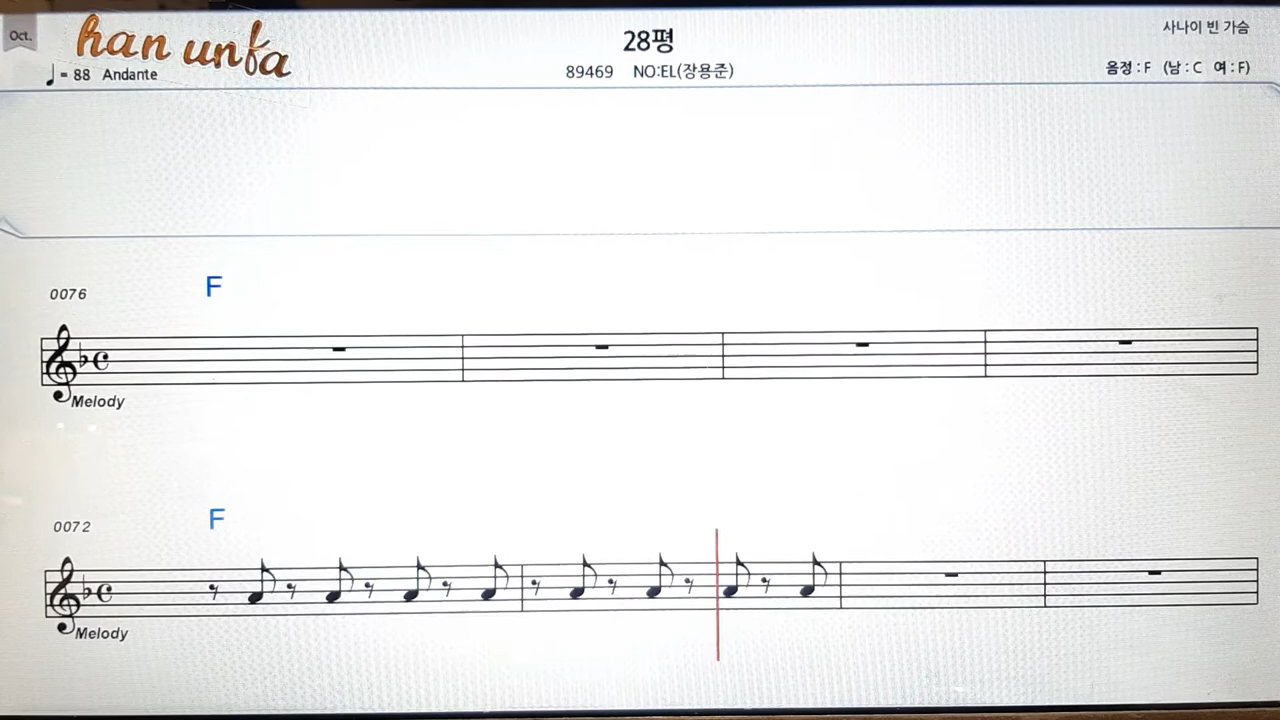 Oct.
han unfa
28평
사나이 빈 가슴
♩= 88 Andante
89469 NO:EL(장용준)
음정 : F (남 : C 여 : F)
0076
F
Melody
0072
F
Melody